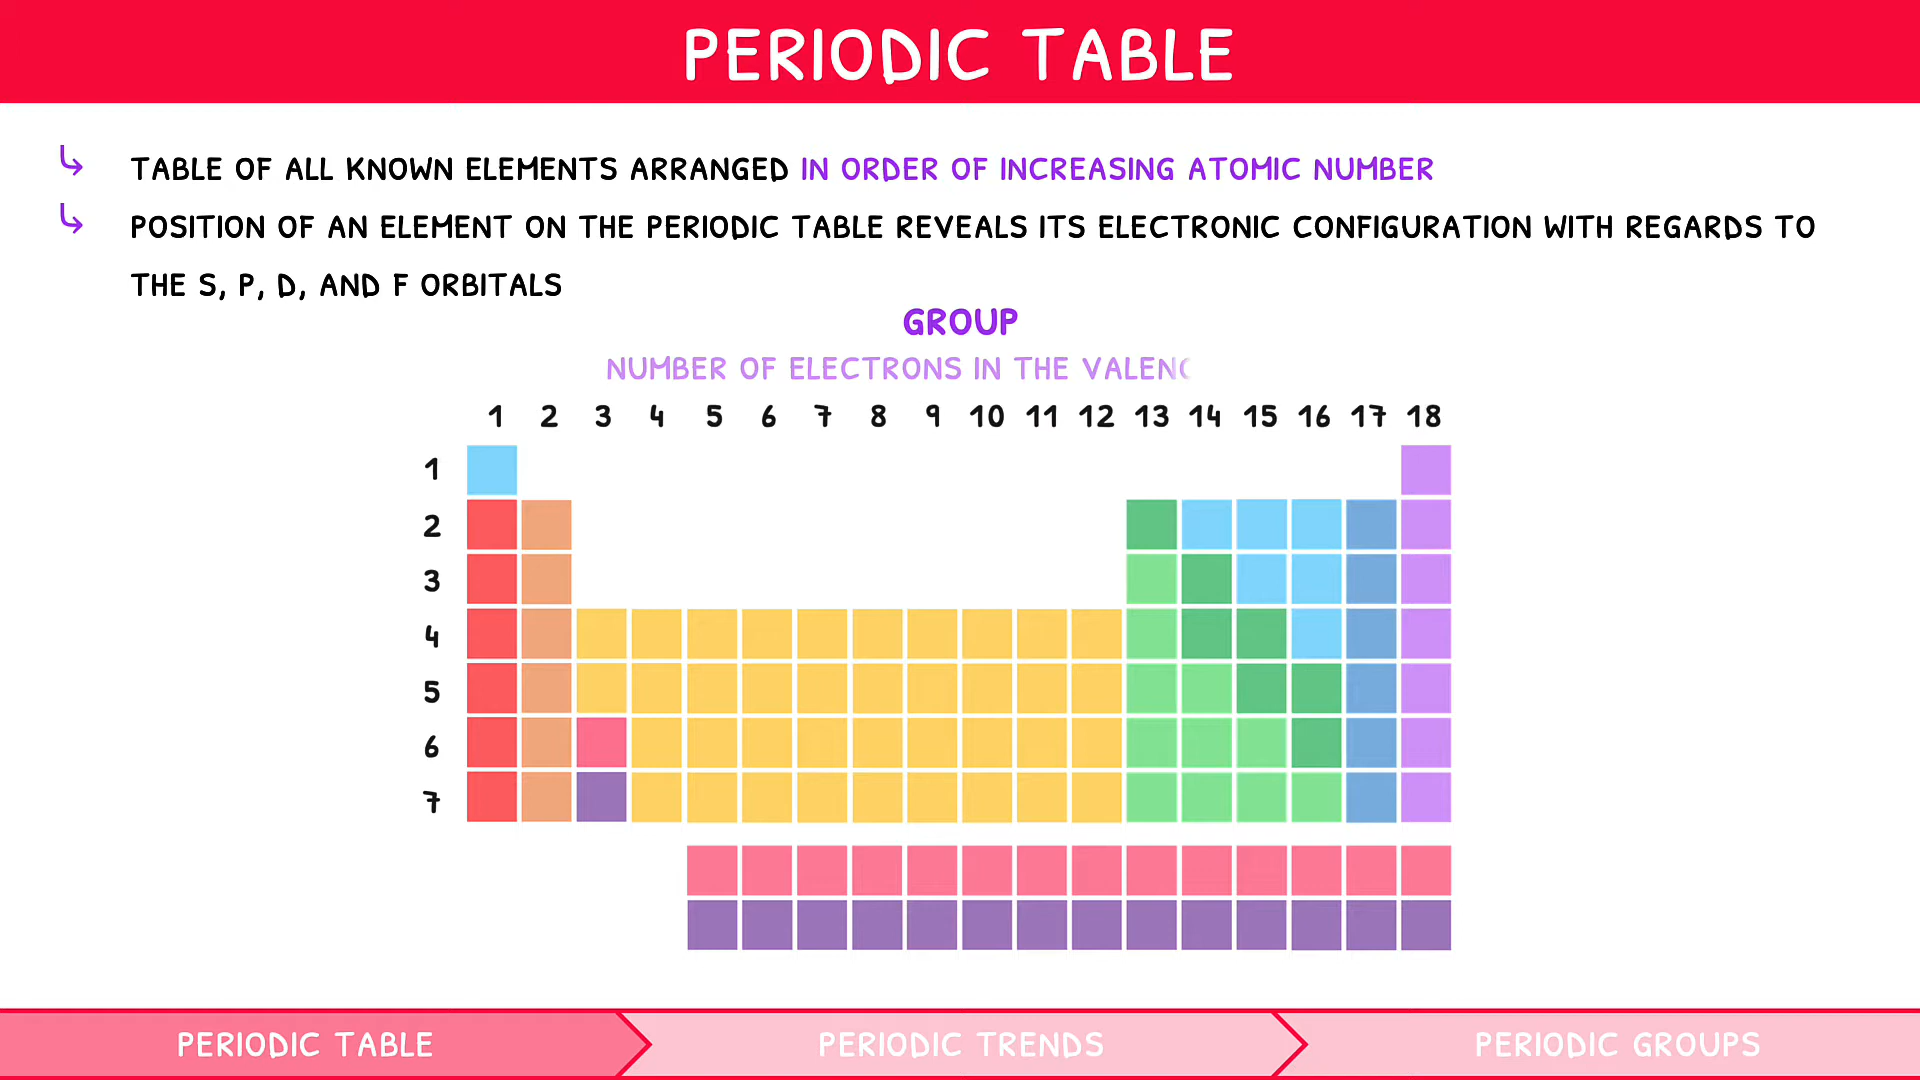 PERIODIC TABLE
TABLE OF ALL KNOWN ELEMENTS ARRANGED IN ORDER OF INCREASING ATOMIC NUMBER
POSITION OF AN ELEMENT ON THE PERIODIC TABLE REVEALS ITS ELECTRONIC CONFIGURATION WITH REGARDS TO
THE S, P, D, AND F ORBITALS
GROUP
NUMBER OF ELECTRONS IN THE VALENC
1 2 3 4 5 6 7 8 9 10 11 12 13 14 15 16 17 18
1
2
3
4
5
6
7
PERIODIC TABLE PERIODIC TRENDS PERIODIC GROUPS